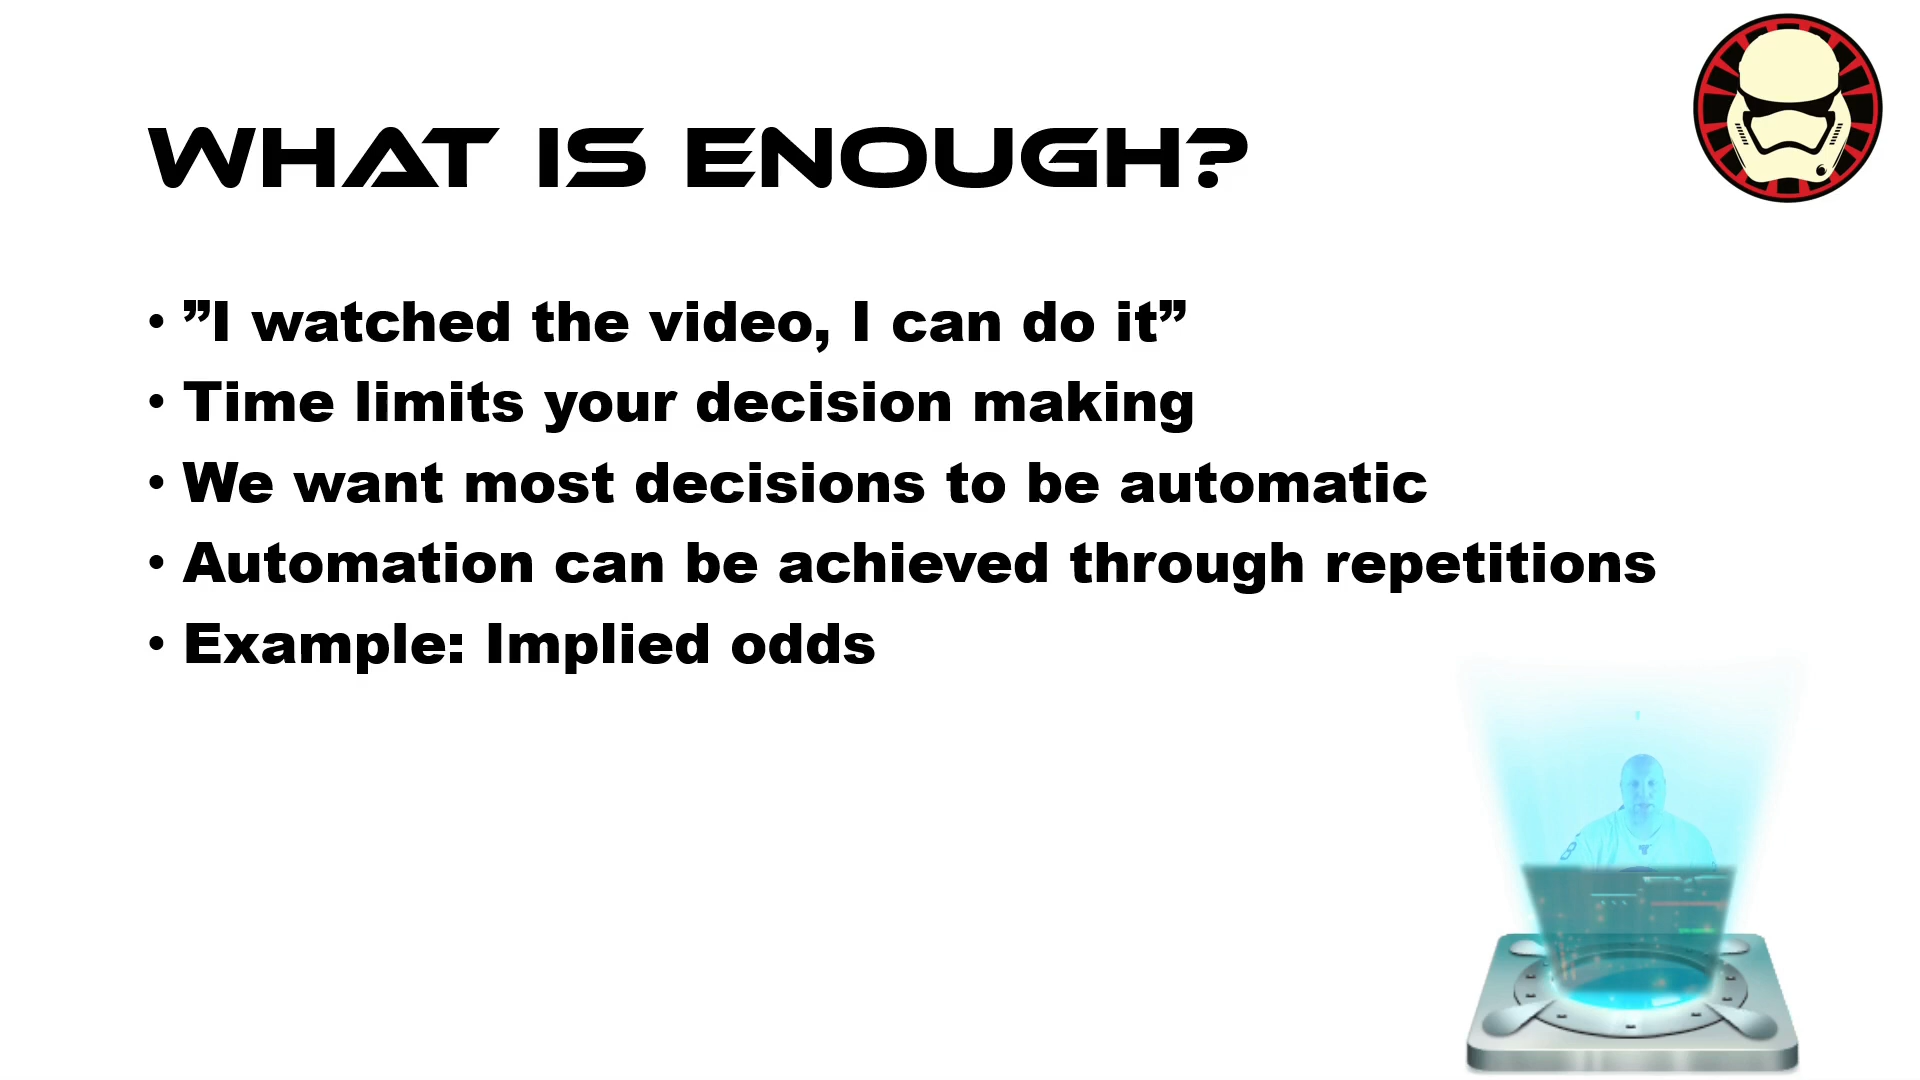 WHAT IS ENOUGH?
• ”I watched the video, I can do it”
• Time limits your decision making
• We want most decisions to be automatic
• Automation can be achieved through repetitions
• Example: Implied odds